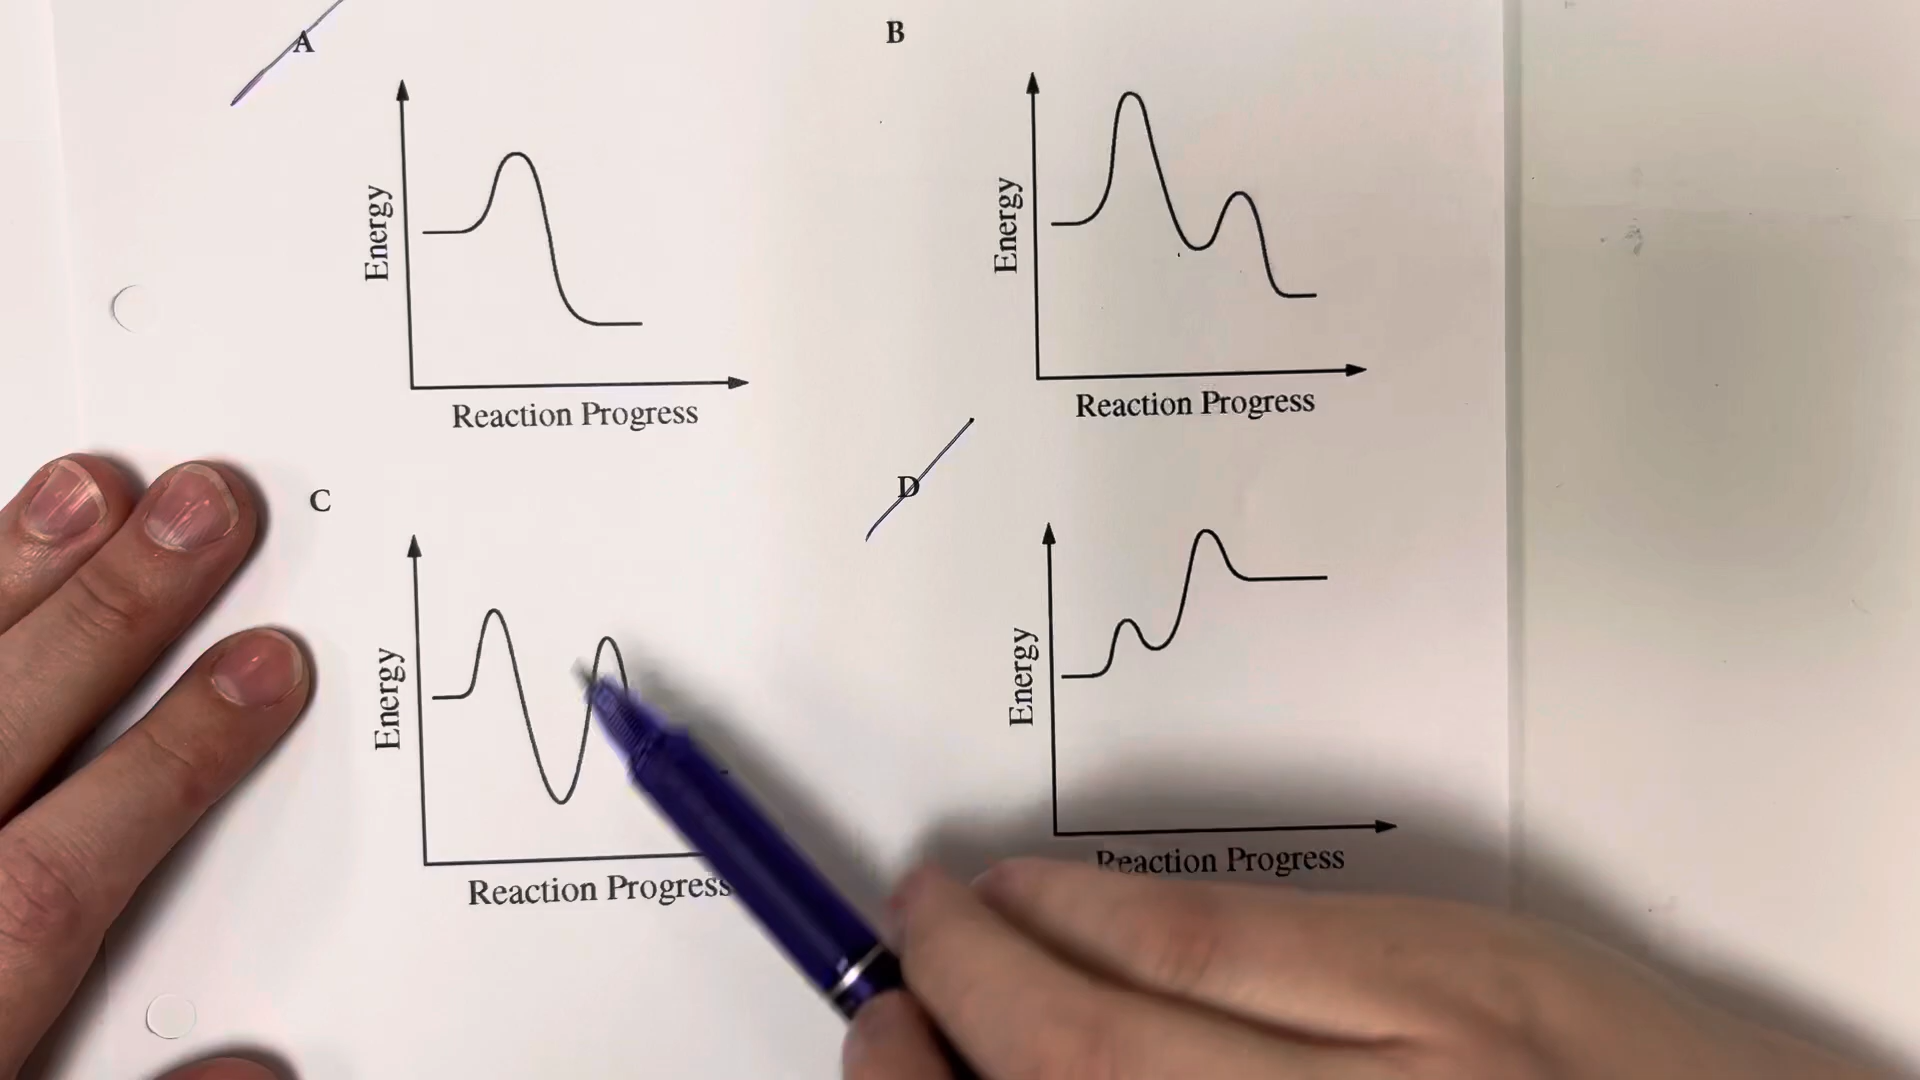 A
Energy
Reaction Progress
B
Energy
Reaction Progress
C
Energy
Reaction Progress
D
Energy
Reaction Progress